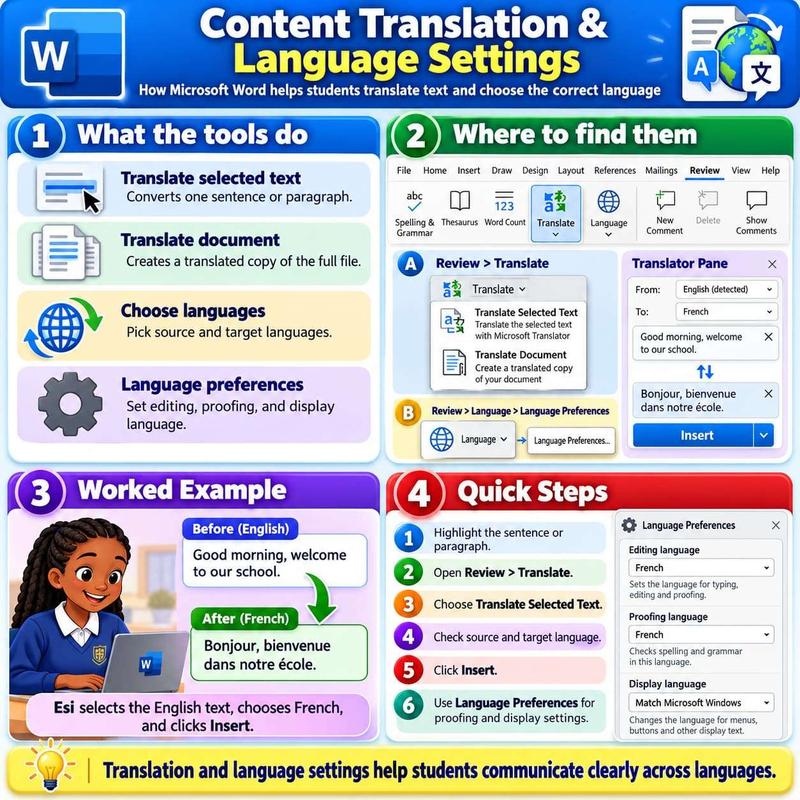 W
Content Translation &
Language Settings
How Microsoft Word helps students translate text and choose the correct language
A
文
1 What the tools do
Translate selected text
Converts one sentence or paragraph.
Translate document
Creates a translated copy of the full file.
Choose languages
Pick source and target languages.
Language preferences
Set editing, proofing, and display
language.
2 Where to find them
File Home Insert Draw Design Layout References Mailings Review View Help
abc
123
Spelling &
Grammar
Thesaurus
Word Count
Translate
Language
New
Comment
Delete
Show
Comments
A Review > Translate
Translate
Translate Selected Text
Translate the selected text
with Microsoft Translator
Translate Document
Create a translated copy
of your document
B Review > Language > Language Preferences
Language
Language Preferences...
Translator Pane
From: English (detected)
To: French
Good morning, welcome
to our school.
Bonjour, bienvenue
dans notre école.
Insert
3 Worked Example
Before (English)
Good morning, welcome
to our school.
After (French)
Bonjour, bienvenue
dans notre école.
W
Esi selects the English text, chooses French,
and clicks Insert.
4 Quick Steps
1 Highlight the sentence or
paragraph.
2 Open Review > Translate.
3 Choose Translate Selected Text.
4 Check source and target language.
5 Click Insert.
6 Use Language Preferences for
proofing and display settings.
Language Preferences
Editing language
French
Sets the language for typing,
editing and proofing.
Proofing language
French
Checks spelling and grammar
in this language.
Display language
Match Microsoft Windows
Changes the language for menus,
buttons and other display text.
Translation and language settings help students communicate clearly across languages.